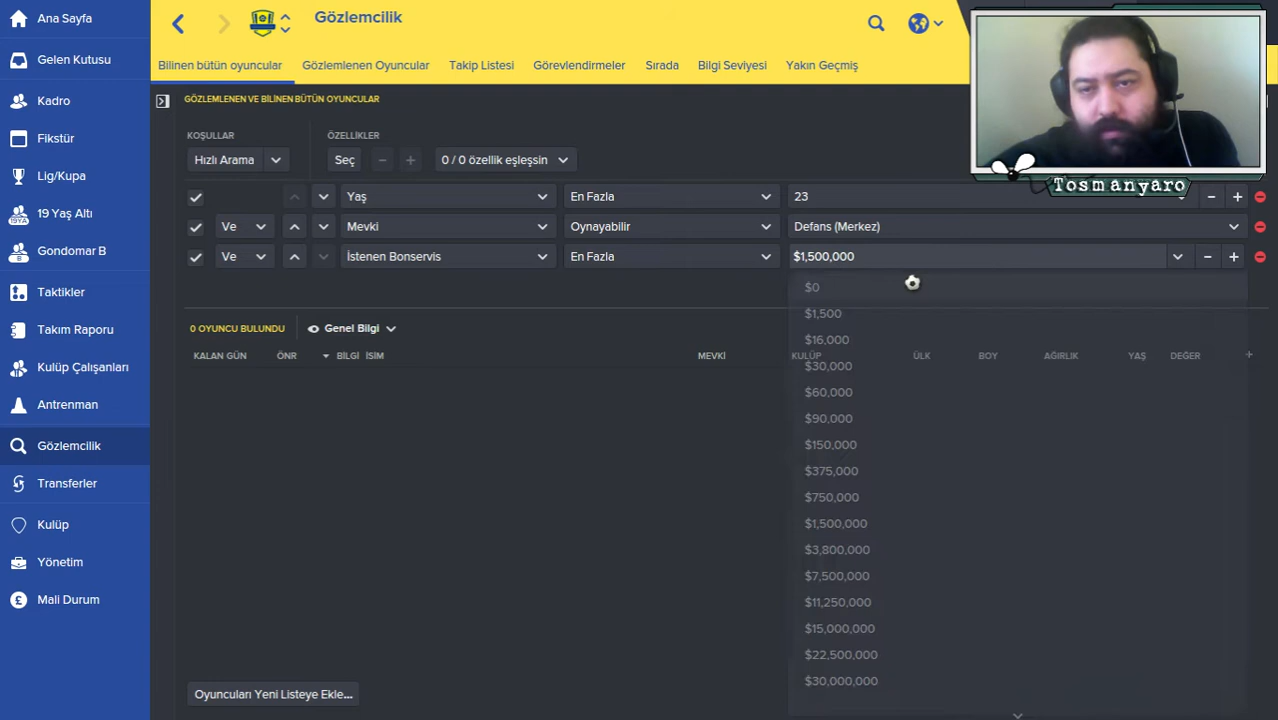 Ana Sayfa
Gelen Kutusu
Kadro
Fikstür
Lig/Kupa
19 Yaş Altı
Gondomar B
Taktikler
Takım Raporu
Kulüp Çalışanları
Antrenman
Gözlemcilik
Transferler
Kulüp
Yönetim
Mali Durum
Gözlemcilik
Bilinen bütün oyuncular
Gözlemlenen Oyuncular
Takip Listesi
Görevlendirmeler
Sırada
Bilgi Seviyesi
Yakın Geçmiş
Tosmanyaro
GÖZLEMLENEN VE BİLİNEN BÜTÜN OYUNCULAR
KOŞULLAR
ÖZELLİKLER
Hızlı Arama
Seç
0 / 0 özellik eşleşsin
Yaş
En Fazla
23
Ve
Mevki
Oynayabilir
Defans (Merkez)
Ve
İstenen Bonservis
En Fazla
$1,500,000
$0
$1,500
$16,000
$30,000
$60,000
$90,000
$150,000
$375,000
$750,000
$1,500,000
$3,800,000
$7,500,000
$11,250,000
$15,000,000
$22,500,000
$30,000,000
0 OYUNCU BULUNDU
Genel Bilgi
KALAN GÜN
ÖNR
BİLGİ
İSİM
MEVKİ
KULÜP
ÜLK
BOY
AĞIRLIK
YAŞ
DEĞER
Oyuncuları Yeni Listeye Ekle...